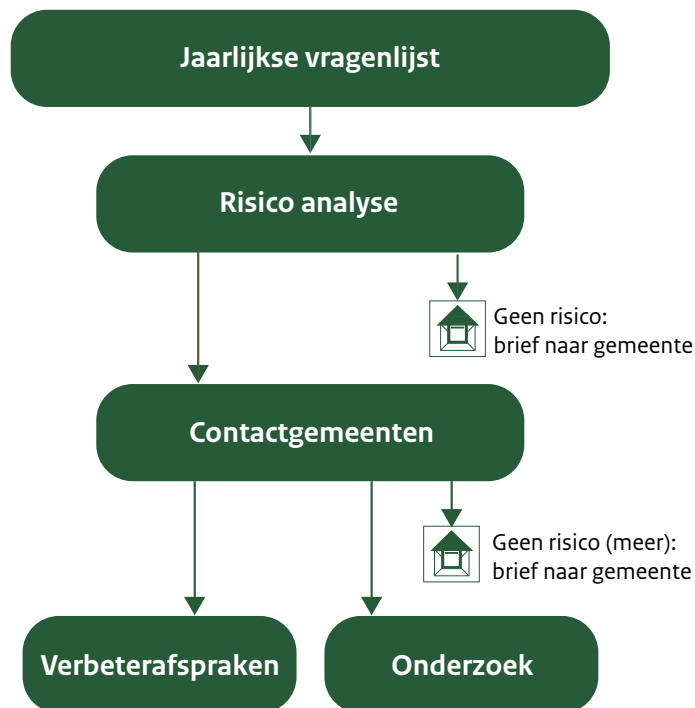 Jaarlijkse vragenlijst
Risico analyse
Geen risico:
brief naar gemeente
Contactgemeenten
Geen risico (meer):
brief naar gemeente
Verbeterafspraken
Onderzoek